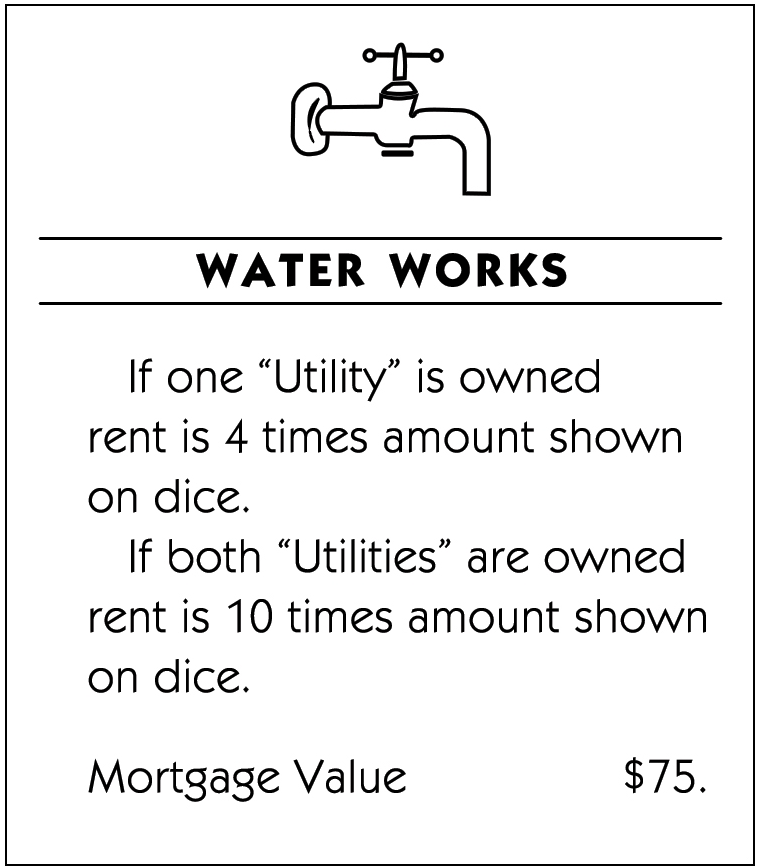 WATER WORKS
If one “Utility” is owned
rent is 4 times amount shown
on dice.
If both “Utilities” are owned
rent is 10 times amount shown
on dice.
Mortgage Value $75.